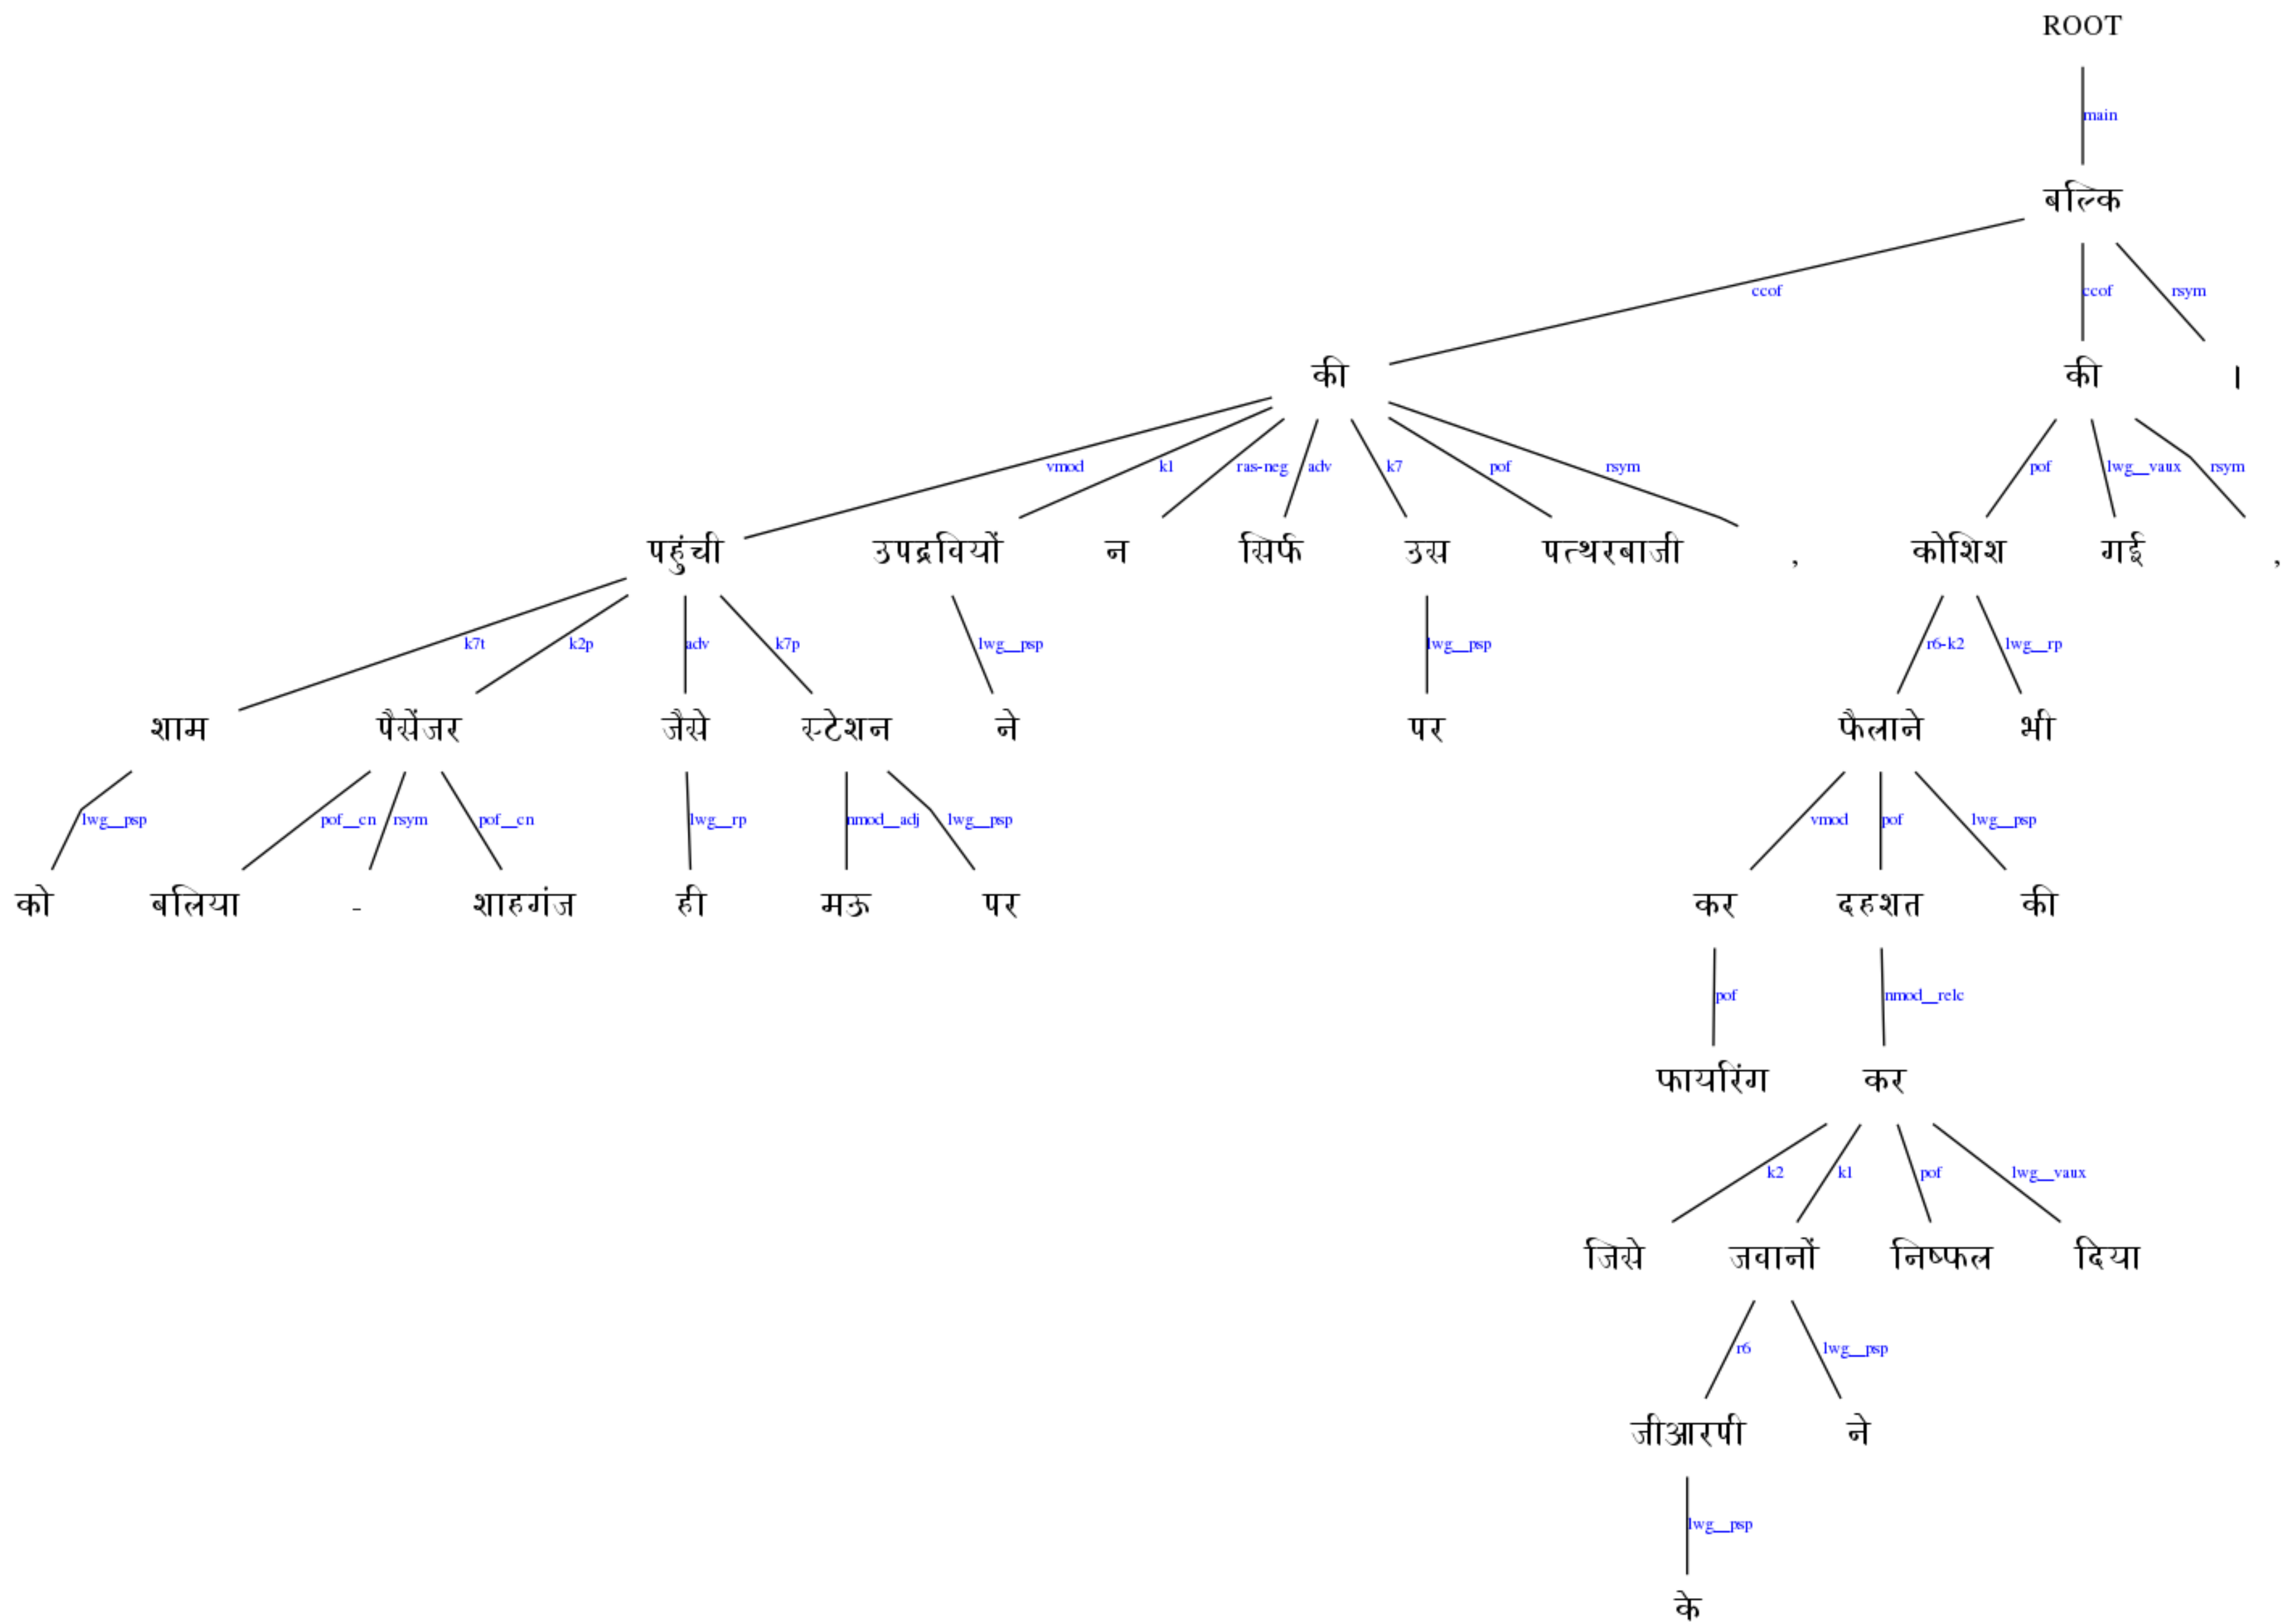 ROOT
main
बल्कि
ccof ccof rsym
की की ।
vmod k1 ras-neg adv k7 pof rsym pof lwg__vaux rsym
पहुंची उपद्रवियों न सिर्फ उस पत्थरबाजी , कोशिश गई ,
k7t k2p adv k7p lwg__psp lwg__psp r6-k2 lwg__rp
शाम पैसेंजर जैसे स्टेशन ने पर फैलाने भी
lwg__psp pof__cn rsym pof__cn lwg__rp nmod__adj lwg__psp vmod pof lwg__psp
को बलिया - शाहगंज ही मऊ पर कर दहशत की
pof nmod__relc
फायरिंग कर
k2 k1 pof lwg__vaux
जिसे जवानों निष्फल दिया
r6 lwg__psp
जीआरपी ने
lwg__psp
के